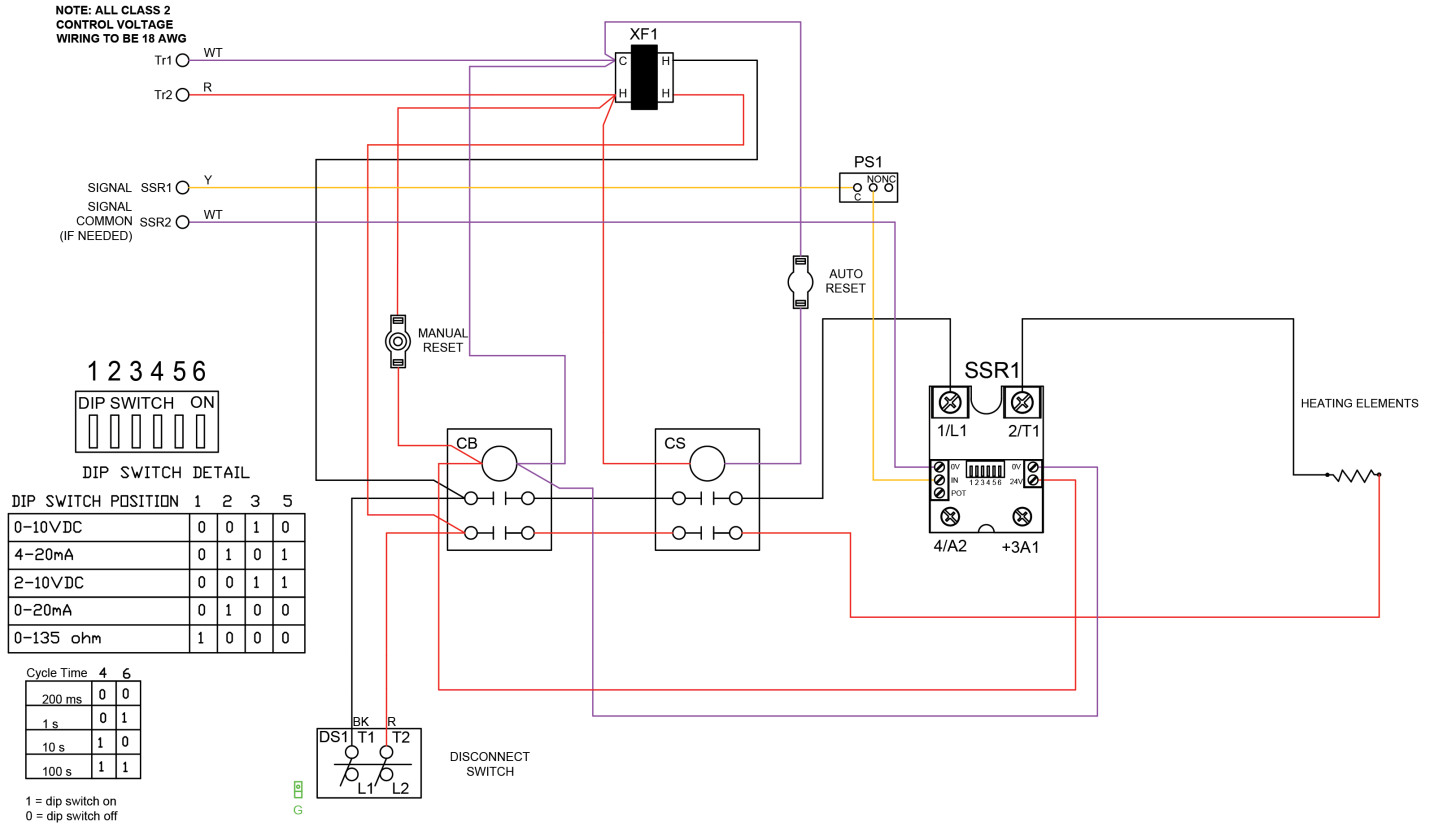 NOTE: ALL CLASS 2
CONTROL VOLTAGE
WIRING TO BE 18 AWG
Tr1 WT
Tr2 R
XF1
C H
H H
SIGNAL SSR1 Y
SIGNAL
COMMON SSR2 WT
(IF NEEDED)
PS1
NONC
C
AUTO
RESET
MANUAL
RESET
1 2 3 4 5 6
DIP SWITCH ON
DIP SWITCH DETAIL
DIP SWITCH POSITION 1 2 3 5
0-10VDC 0 0 1 0
4-20mA 0 1 0 1
2-10VDC 0 0 1 1
0-20mA 0 1 0 0
0-135 ohm 1 0 0 0
Cycle Time 4 6
200 ms 0 0
1 s 0 1
10 s 1 0
100 s 1 1
1 = dip switch on
0 = dip switch off
CB
CS
SSR1
1/L1 2/T1
0V 0V
IN 1 2 3 4 5 6 24V
POT
4/A2 +3A1
HEATING ELEMENTS
BK R
DS1 T1 T2
L1 L2
DISCONNECT
SWITCH
G